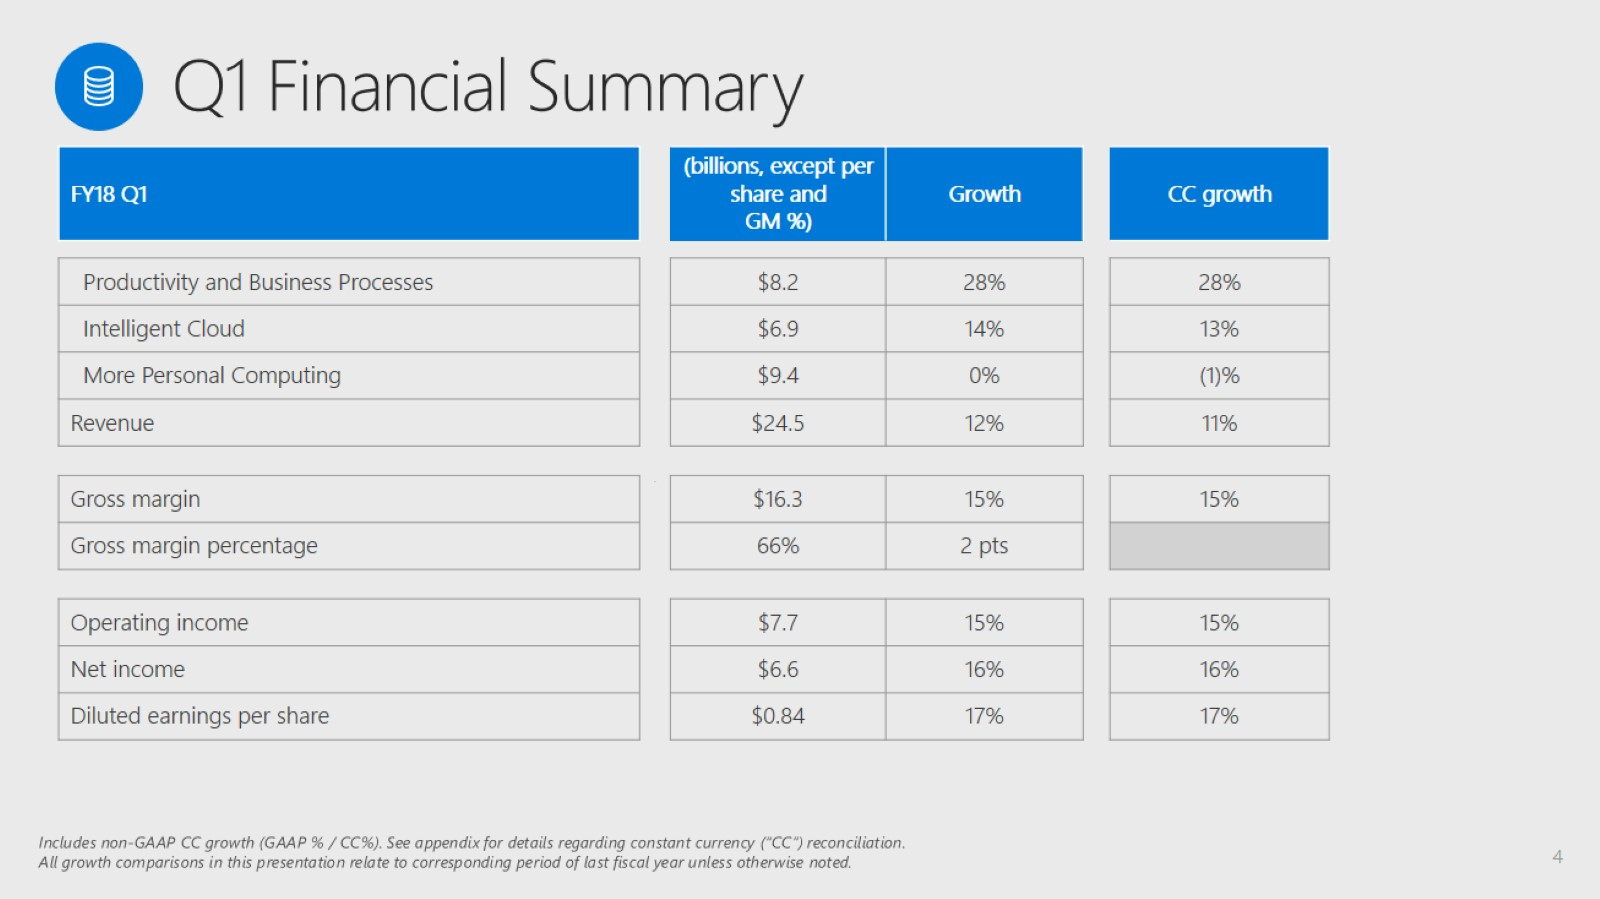 Q1 Financial Summary
FY18 Q1
(billions, except per
share and
GM %)
Growth
CC growth
Productivity and Business Processes $8.2 28% 28%
Intelligent Cloud $6.9 14% 13%
More Personal Computing $9.4 0% (1)%
Revenue $24.5 12% 11%
Gross margin $16.3 15% 15%
Gross margin percentage 66% 2 pts
Operating income $7.7 15% 15%
Net income $6.6 16% 16%
Diluted earnings per share $0.84 17% 17%
Includes non-GAAP CC growth (GAAP % / CC%). See appendix for details regarding constant currency (“CC”) reconciliation.
All growth comparisons in this presentation relate to corresponding period of last fiscal year unless otherwise noted.
4